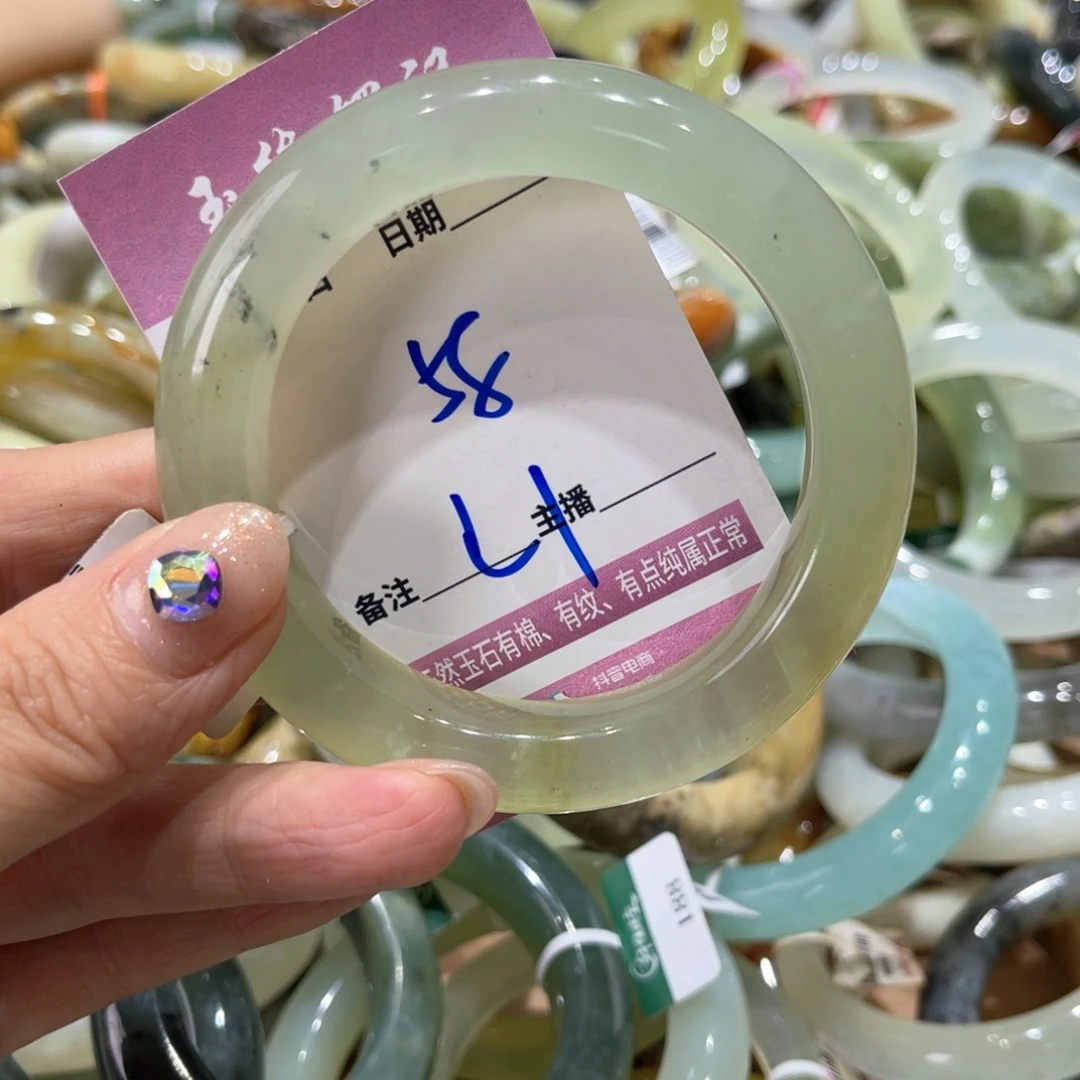 日期
58
主播
备注
然玉石有棉、有纹、有点纯属正常
抖音电商
188